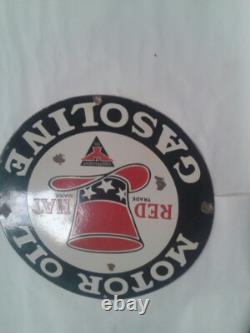 MOTOR OIL
RED HAT
TRADE MARK
GASOLINE